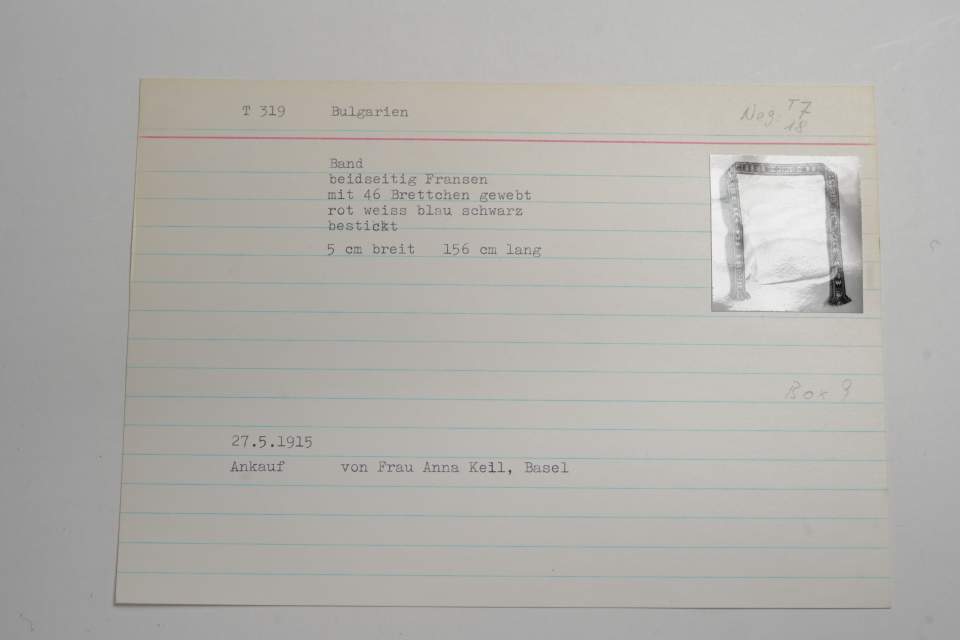 T 319 Bulgarien
Neg. T7
18
Band
beidseitig Fransen
mit 46 Brettchen gewebt
rot weiss blau schwarz
bestickt
5 cm breit 156 cm lang
Box 9
27.5.1915
Ankauf von Frau Anna Keil, Basel